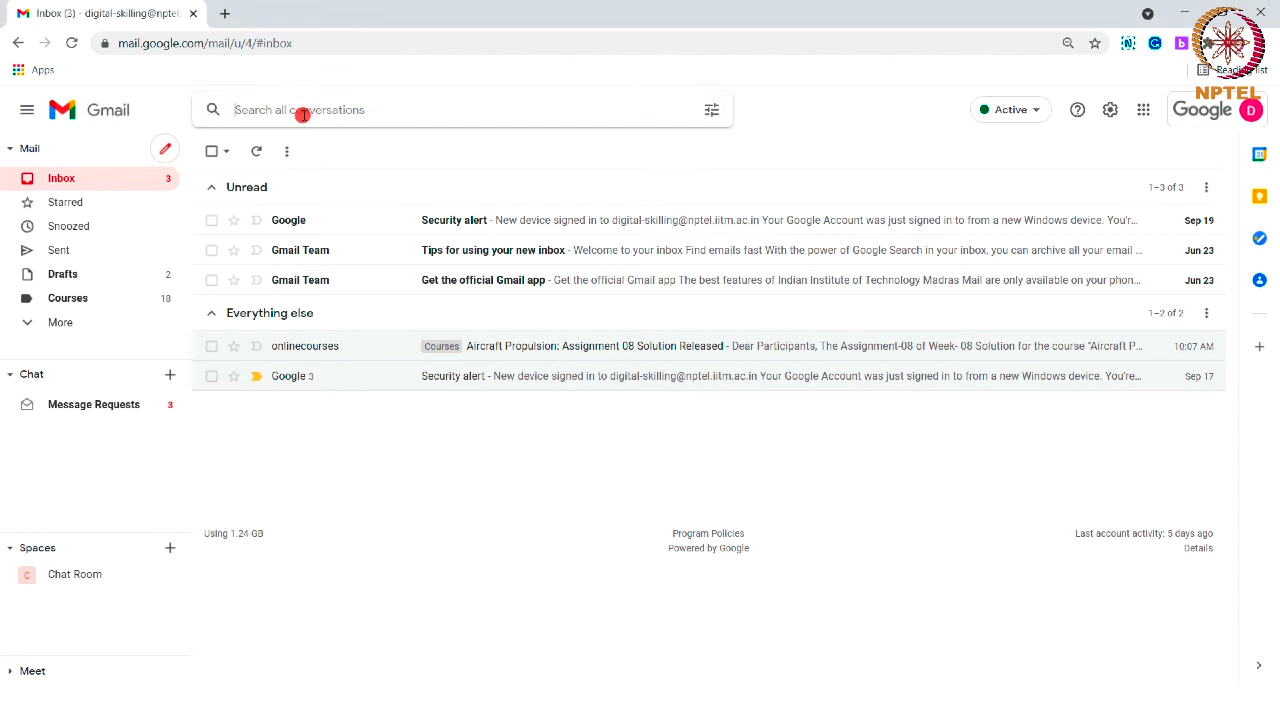 Inbox (3) - digital-skilling@nptel.
mail.google.com/mail/u/4/#inbox
Apps
Reading list
NPTEL
Gmail
Search all conversations
Active
Google
D
Mail
Inbox 3
Starred
Snoozed
Sent
Drafts 2
Courses 18
More
Chat
Message Requests 3
Spaces
C Chat Room
Meet
Unread 1–3 of 3
Google Security alert - New device signed in to digital-skilling@nptel.iitm.ac.in Your Google Account was just signed in to from a new Windows device. You'r... Sep 19
Gmail Team Tips for using your new inbox - Welcome to your inbox Find emails fast With the power of Google Search in your inbox, you can archive all your email ... Jun 23
Gmail Team Get the official Gmail app - Get the official Gmail app The best features of Indian Institute of Technology Madras Mail are only available on your phon... Jun 23
Everything else 1–2 of 2
onlinecourses Courses Aircraft Propulsion: Assignment 08 Solution Released - Dear Participants, The Assignment-08 of Week- 08 Solution for the course "Aircraft P... 10:07 AM
Google 3 Security alert - New device signed in to digital-skilling@nptel.iitm.ac.in Your Google Account was just signed in to from a new Windows device. You're... Sep 17
Using 1.24 GB
Program Policies
Powered by Google
Last account activity: 5 days ago
Details